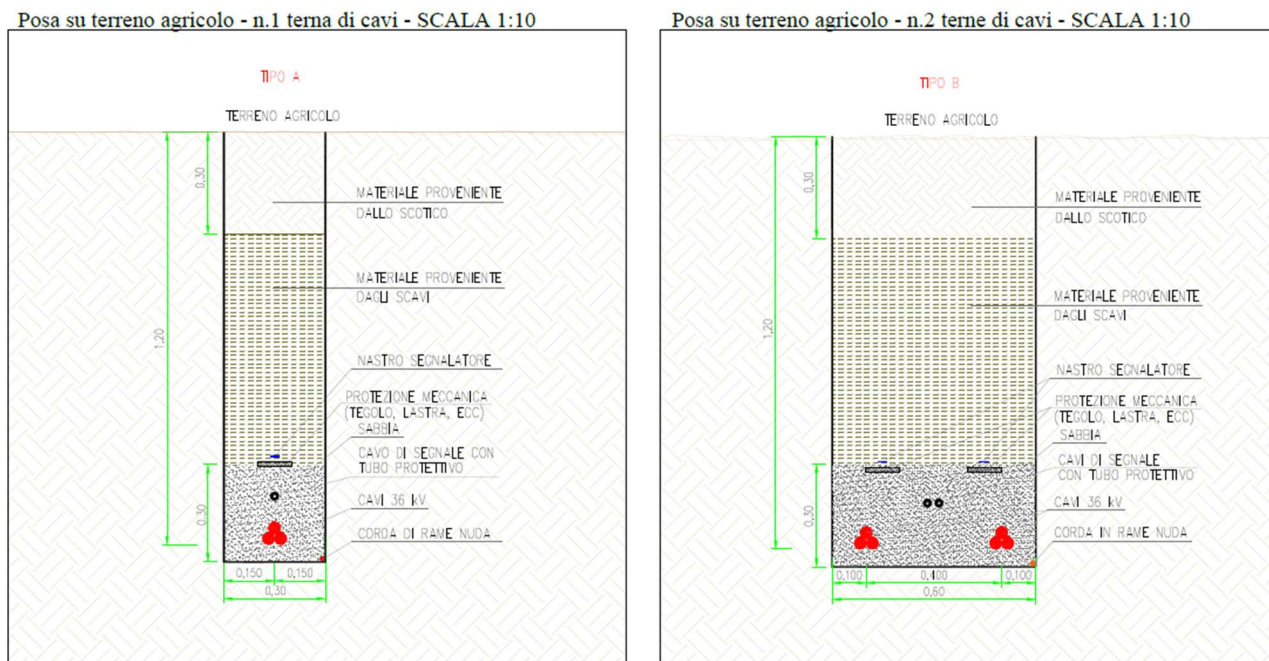 Posa su terreno agricolo - n.1 terna di cavi - SCALA 1:10
TIPO A
TERRENO AGRICOLO
0,30
1,20
MATERIALE PROVENIENTE
DALLO SCOTICO
MATERIALE PROVENIENTE
DAGLI SCAVI
NASTRO SEGNALATORE
PROTEZIONE MECCANICA
(TEGOLO, LASTRA, ECC)
SABBIA
CAVO DI SEGNALE CON
TUBO PROTETTIVO
CAVI 36 kV
CORDA DI RAME NUDA
0,30
0,150
0,150
0,30
Posa su terreno agricolo - n.2 terne di cavi - SCALA 1:10
TIPO B
TERRENO AGRICOLO
0,30
1,20
MATERIALE PROVENIENTE
DALLO SCOTICO
MATERIALE PROVENIENTE
DAGLI SCAVI
NASTRO SEGNALATORE
PROTEZIONE MECCANICA
(TEGOLO, LASTRA, ECC)
SABBIA
CAVI DI SEGNALE
CON TUBO PROTETTIVO
CAVI 36 kV
CORDA IN RAME NUDA
0,30
0,100
0,400
0,100
0,60